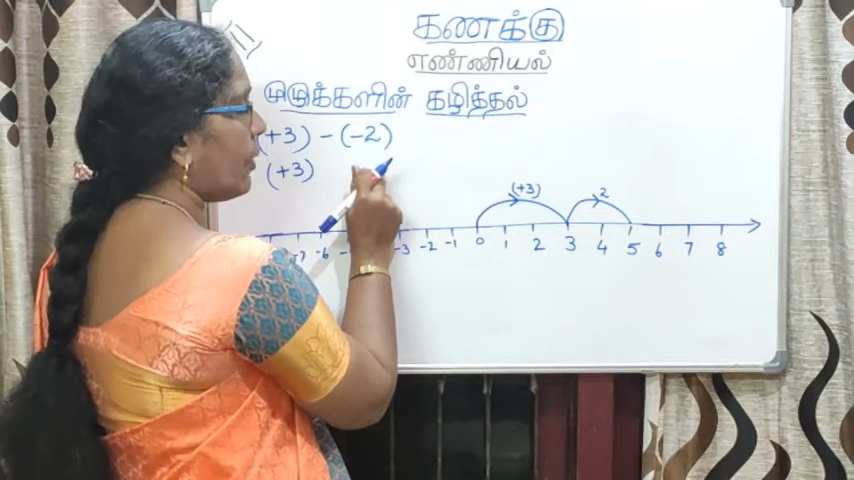 கணக்கு
எண்ணியல்
முழுக்களின் கழித்தல்
(+3) - (-2)
(+3)
(+3) 2
-7 -6 -3 -2 -1 0 1 2 3 4 5 6 7 8